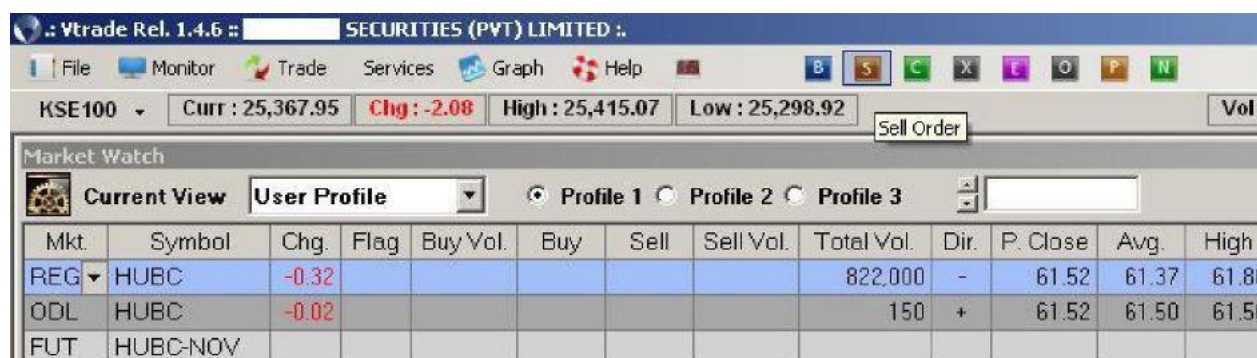 .: Vtrade Rel. 1.4.6 :: SECURITIES (PVT) LIMITED :.
File Monitor Trade Services Graph Help B S C X E O P N
KSE100 Curr : 25,367.95 Chg : -2.08 High : 25,415.07 Low : 25,298.92 Vol
Sell Order
Market Watch
Current View User Profile Profile 1 Profile 2 Profile 3
Mkt. Symbol Chg. Flag Buy Vol. Buy Sell Sell Vol. Total Vol. Dir. P. Close Avg. High
REG HUBC -0.32 822,000 - 61.52 61.37
ODL HUBC -0.02 150 + 61.52 61.50
FUT HUBC-NOV